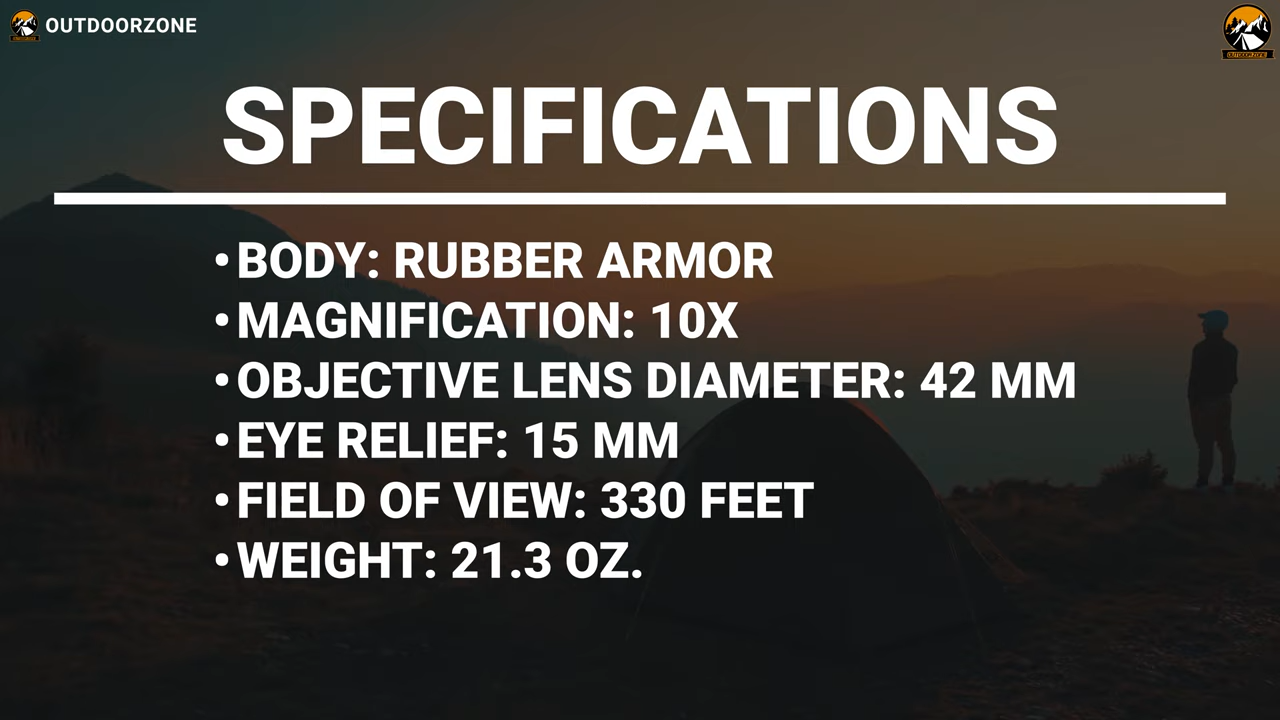 OUTDOORZONE
OUTDOORZONE
SPECIFICATIONS
•BODY: RUBBER ARMOR
•MAGNIFICATION: 10X
•OBJECTIVE LENS DIAMETER: 42 MM
•EYE RELIEF: 15 MM
•FIELD OF VIEW: 330 FEET
•WEIGHT: 21.3 OZ.